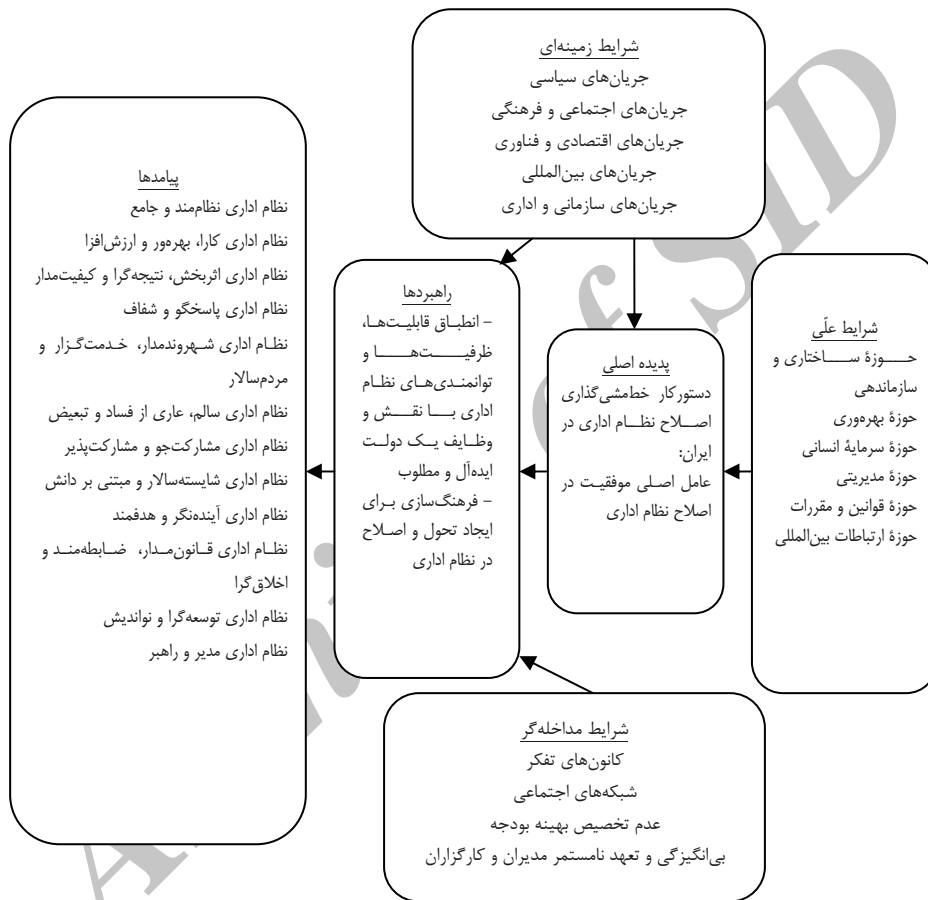 شرایط زمینه‌ای
جریان‌های سیاسی
جریان‌های اجتماعی و فرهنگی
جریان‌های اقتصادی و فناوری
جریان‌های بین‌المللی
جریان‌های سازمانی و اداری
شرایط علّی
حوزۀ ساختاری و
سازماندهی
حوزۀ بهره‌وری
حوزۀ سرمایۀ انسانی
حوزۀ مدیریتی
حوزۀ قوانین و مقررات
حوزۀ ارتباطات بین‌المللی
پدیده اصلی
دستورکار خط‌مشی‌گذاری
اصلاح نظام اداری در
ایران:
عامل اصلی موفقیت در
اصلاح نظام اداری
راهبردها
- انطباق قابلیت‌ها،
ظرفیت‌ها و
توانمندی‌های نظام
اداری با نقش و
وظایف یک دولت
ایده‌آل و مطلوب
- فرهنگ‌سازی برای
ایجاد تحول و اصلاح
در نظام اداری
پیامدها
نظام اداری نظام‌مند و جامع
نظام اداری کارا، بهره‌ور و ارزش‌افزا
نظام اداری اثربخش، نتیجه‌گرا و کیفیت‌مدار
نظام اداری پاسخگو و شفاف
نظام اداری شهروندمدار، خدمت‌گزار و
مردم‌سالار
نظام اداری سالم، عاری از فساد و تبعیض
نظام اداری مشارکت‌جو و مشارکت‌پذیر
نظام اداری شایسته‌سالار و مبتنی بر دانش
نظام اداری آینده‌نگر و هدفمند
نظام اداری قانون‌مدار، ضابطه‌مند و
اخلاق‌گرا
نظام اداری توسعه‌گرا و نواندیش
نظام اداری مدیر و راهبر
شرایط مداخله‌گر
کانون‌های تفکر
شبکه‌های اجتماعی
عدم تخصیص بهینه بودجه
بی‌انگیزگی و تعهد نامستمر مدیران و کارگزاران
of SID